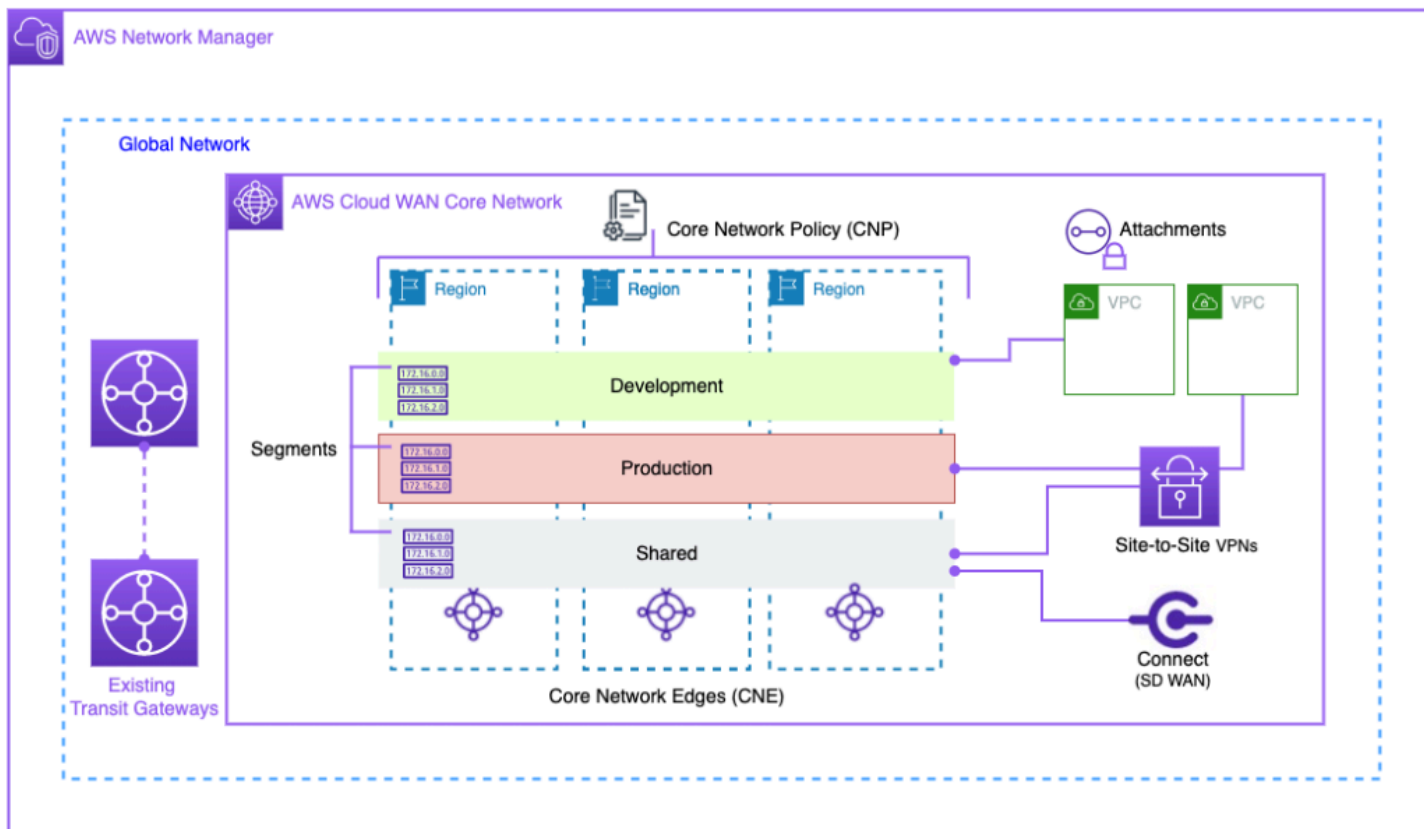 AWS Network Manager
Global Network
AWS Cloud WAN Core Network
Core Network Policy (CNP)
Attachments
Region
Region
Region
VPC
VPC
172.16.0.0
172.16.1.0
172.16.2.0
Development
Segments
172.16.0.0
172.16.1.0
172.16.2.0
Production
172.16.0.0
172.16.1.0
172.16.2.0
Shared
Site-to-Site VPNs
Connect
(SD WAN)
Existing
Transit Gateways
Core Network Edges (CNE)